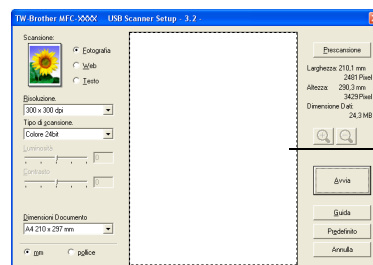 TW-Brother MFC-XXXX USB Scanner Setup - 3.2 -
Scansione:
Fotografia
Web
Testo
Risoluzione.
300 x 300 dpi
Tipo di scansione.
Colore 24bit
Luminosità
0
Contrasto
0
Dimensioni Documento
A4 210 x 297 mm
mm
pollice
Prescansione
Larghezza: 210,1 mm
2481 Pixel
Altezza: 290,3 mm
3429 Pixel
Dimensione Dati:
24,3 MB
Avvia
Guida
Predefinito
Annulla